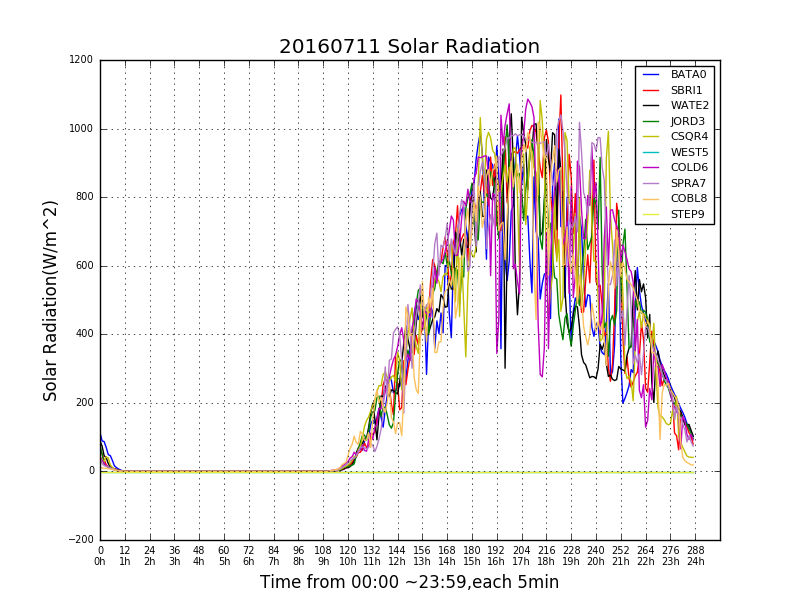 20160711 Solar Radiation
1200
1000
800
600
400
200
0
−200
Solar Radiation(W/m^2)
BATA0
SBRI1
WATE2
JORD3
CSQR4
WEST5
COLD6
SPRA7
COBL8
STEP9
0 12 24 36 48 60 72 84 96 108 120 132 144 156 168 180 192 204 216 228 240 252 264 276 288
0h 1h 2h 3h 4h 5h 6h 7h 8h 9h 10h 11h 12h 13h 14h 15h 16h 17h 18h 19h 20h 21h 22h 23h 24h
Time from 00:00 ~23:59,each 5min